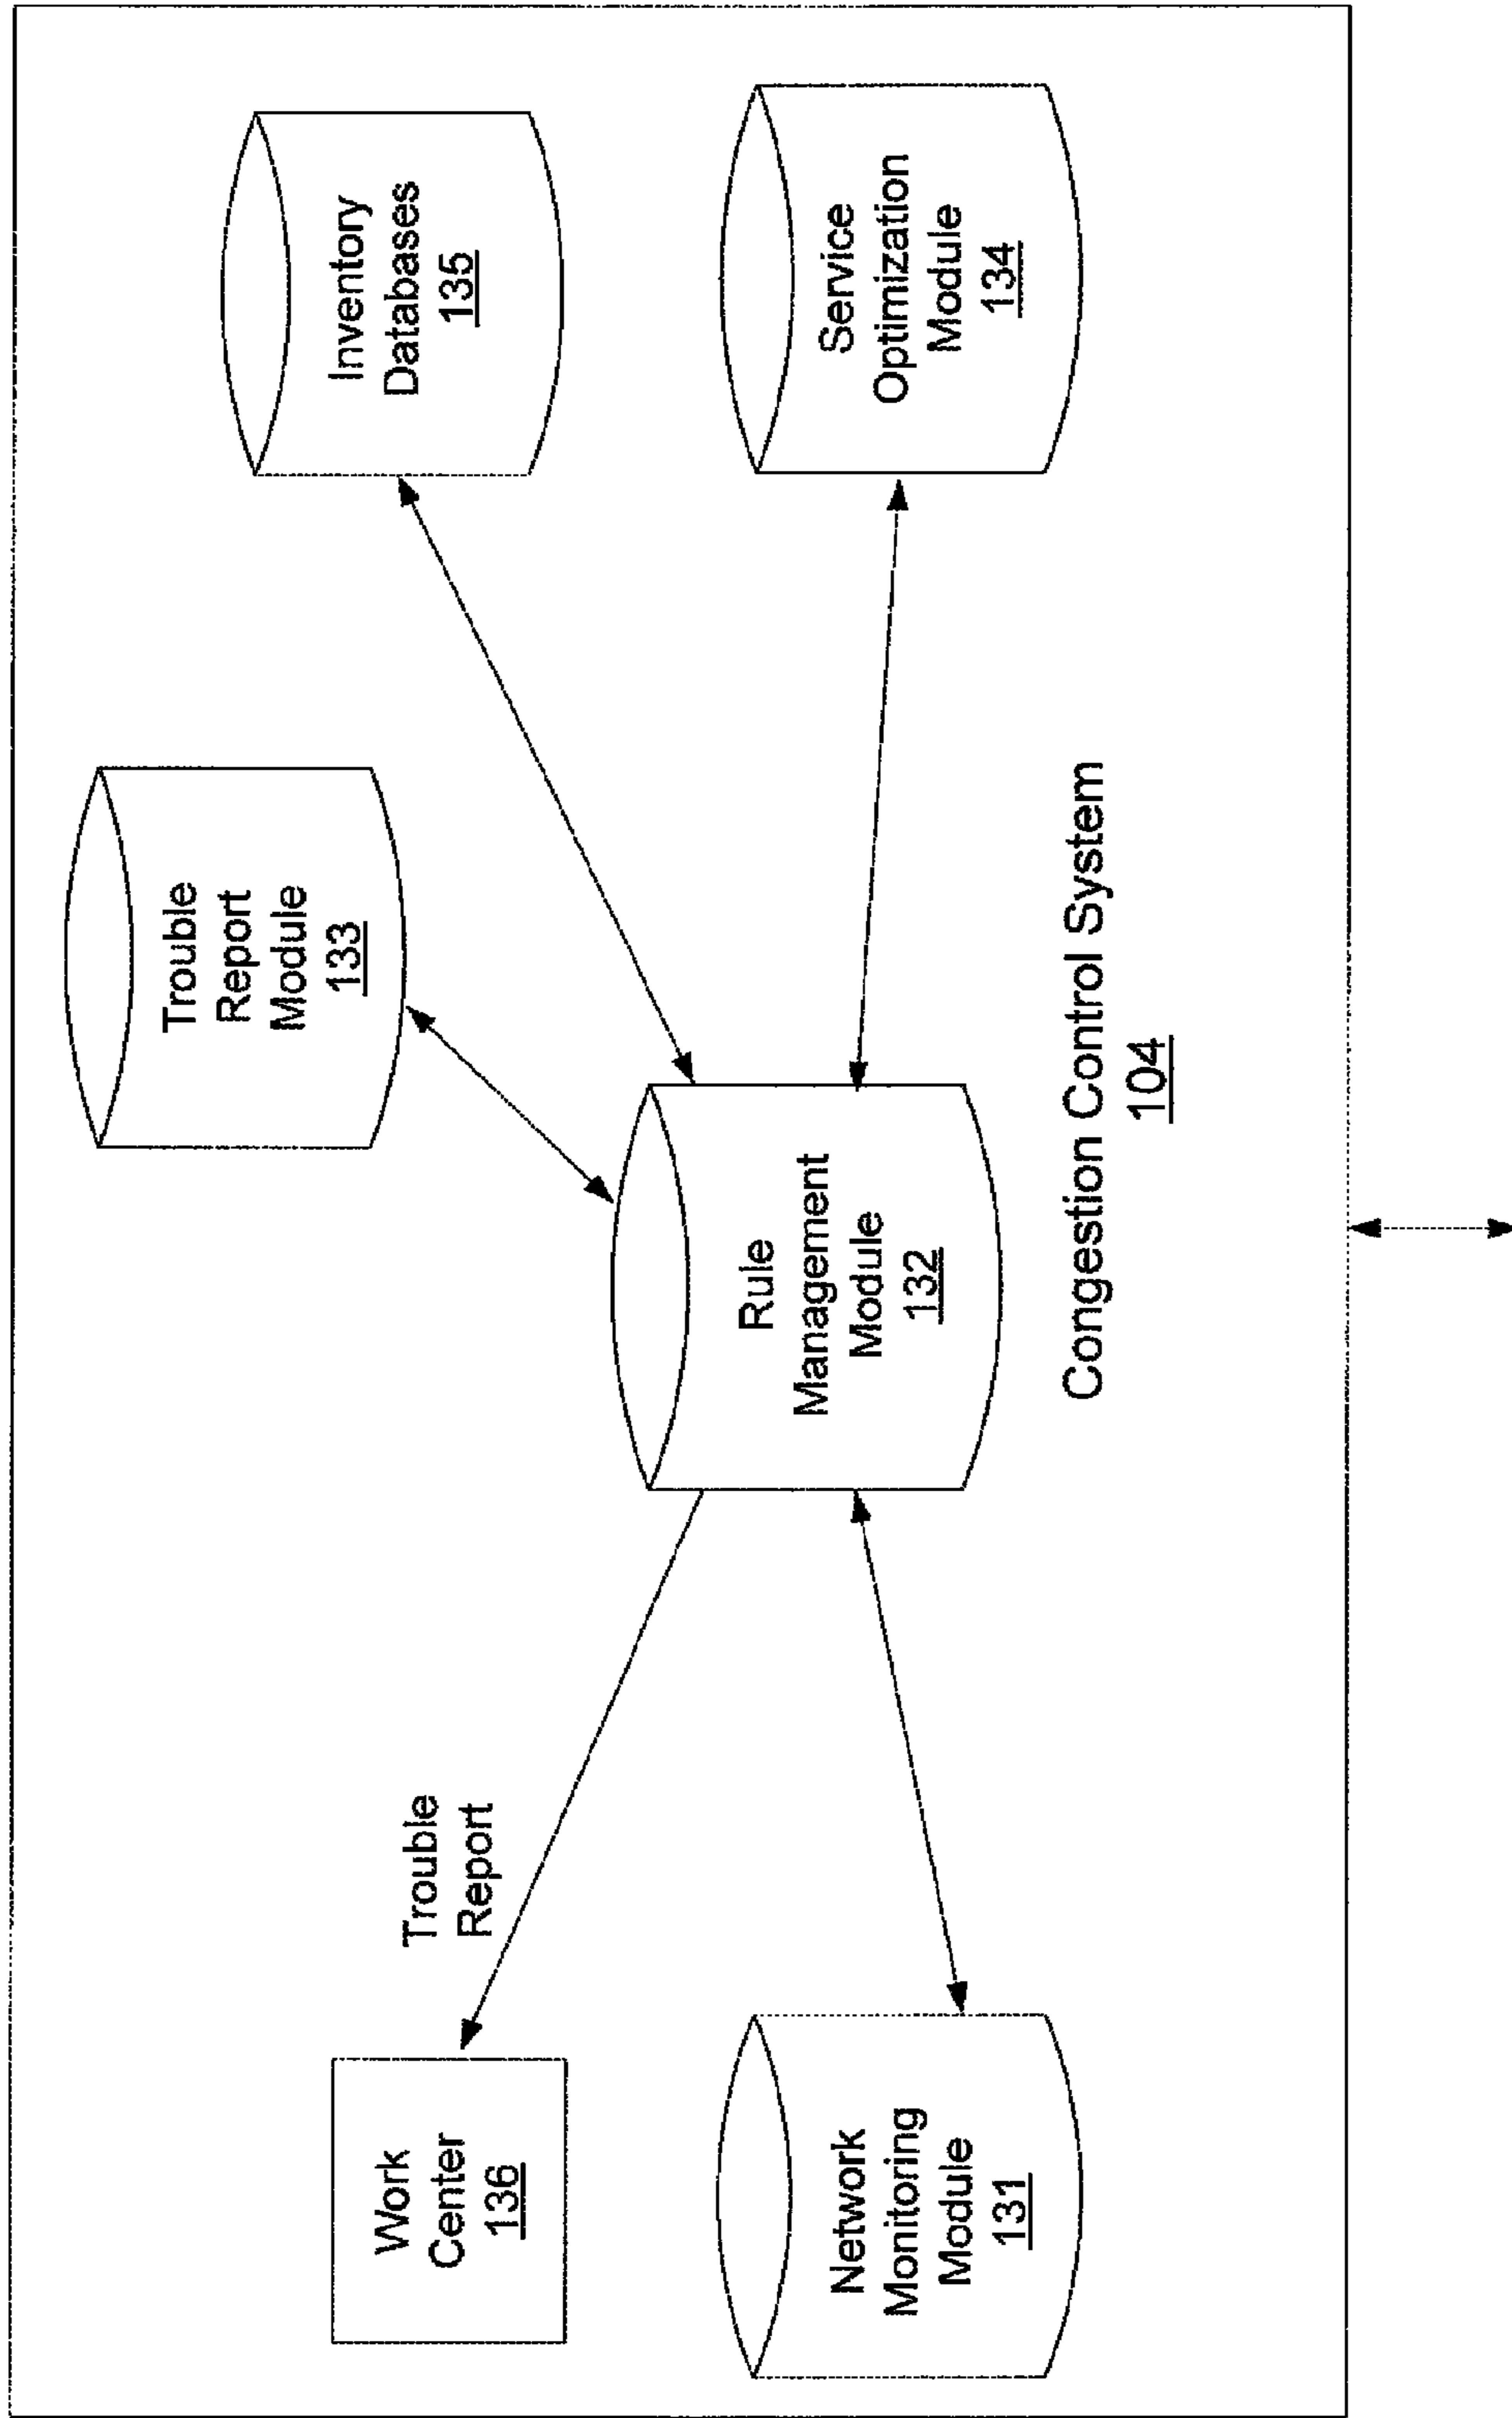 Trouble
Report
Module
133
Inventory
Databases
135
Work
Center
136
Trouble
Report
Rule
Management
Module
132
Network
Monitoring
Module
131
Service
Optimization
Module
134
Congestion Control System
104